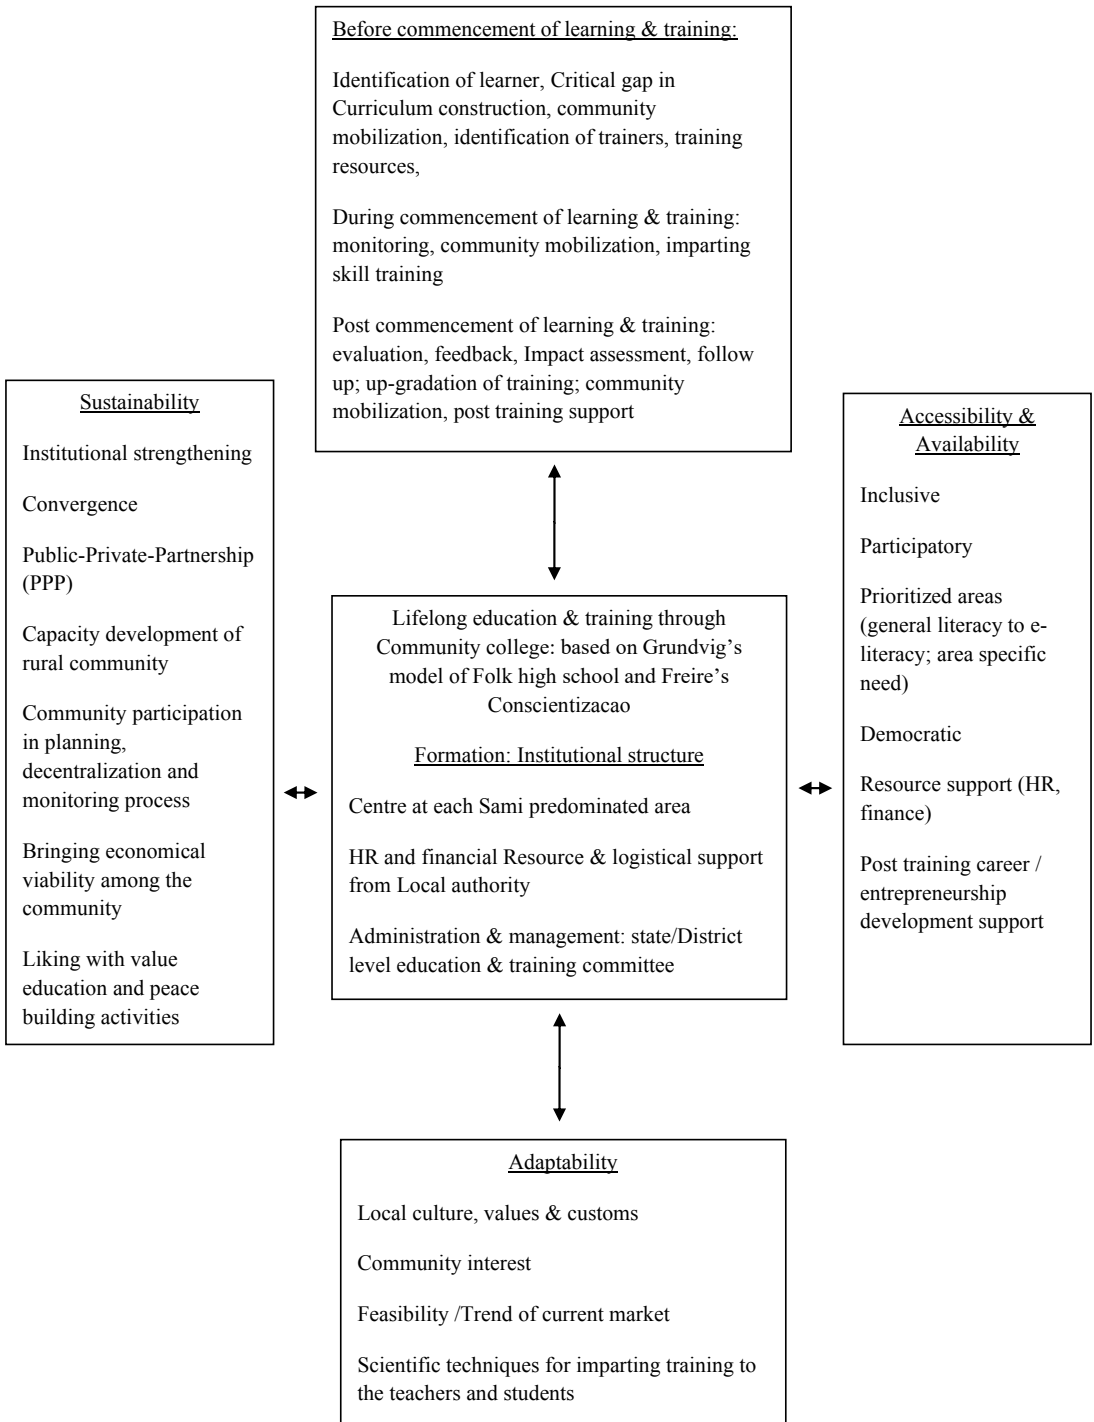 Before commencement of learning & training:
Identification of learner, Critical gap in
Curriculum construction, community
mobilization, identification of trainers, training
resources,
During commencement of learning & training:
monitoring, community mobilization, imparting
skill training
Post commencement of learning & training:
evaluation, feedback, Impact assessment, follow
up; up-gradation of training; community
mobilization, post training support
Sustainability
Institutional strengthening
Convergence
Public-Private-Partnership
(PPP)
Capacity development of
rural community
Community participation
in planning,
decentralization and
monitoring process
Bringing economical
viability among the
community
Liking with value
education and peace
building activities
Lifelong education & training through
Community college: based on Grundvig’s
model of Folk high school and Freire’s
Conscientizacao
Formation: Institutional structure
Centre at each Sami predominated area
HR and financial Resource & logistical support
from Local authority
Administration & management: state/District
level education & training committee
Accessibility &
Availability
Inclusive
Participatory
Prioritized areas
(general literacy to e-
literacy; area specific
need)
Democratic
Resource support (HR,
finance)
Post training career /
entrepreneurship
development support
Adaptability
Local culture, values & customs
Community interest
Feasibility /Trend of current market
Scientific techniques for imparting training to
the teachers and students